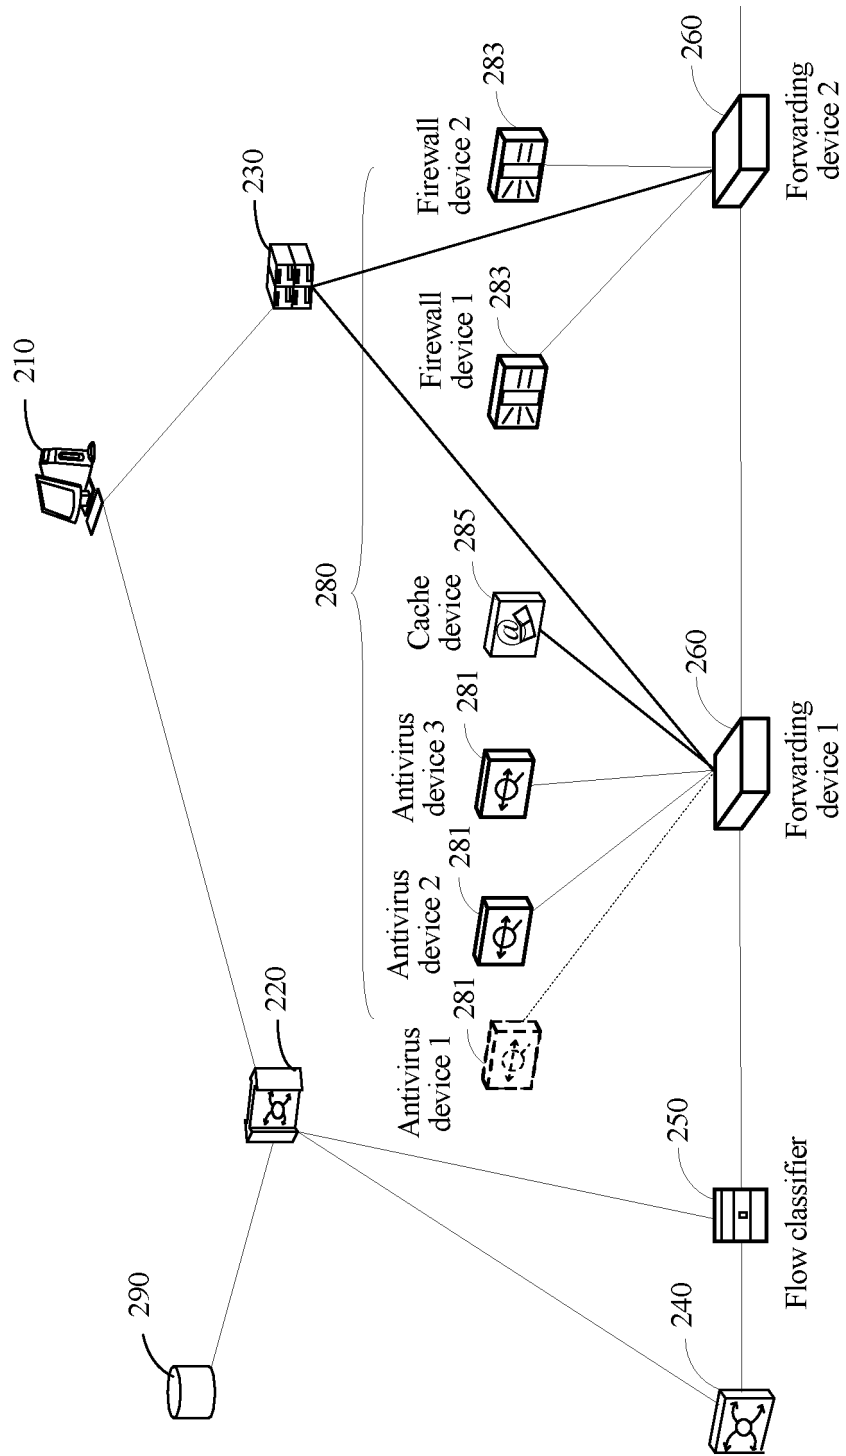 210
230
220
290
280
Firewall
device 2
283
Firewall
device 1
283
Cache
device
285
Antivirus
device 3
281
Antivirus
device 2
281
Antivirus
device 1
281
260
Forwarding
device 2
260
Forwarding
device 1
250
Flow classifier
240